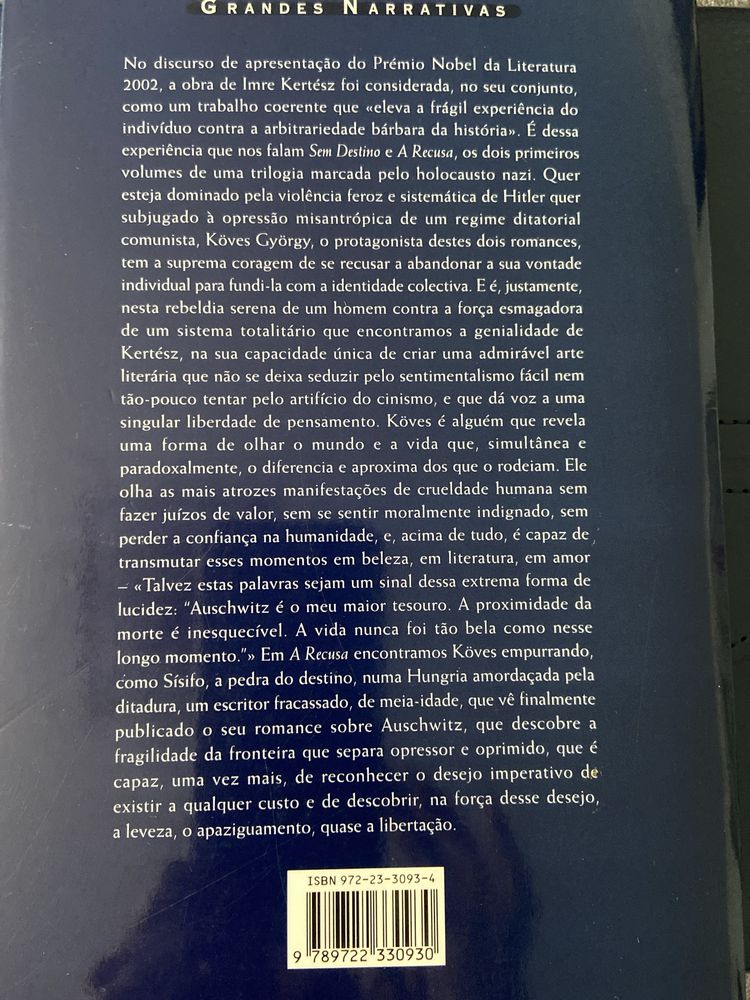 GRANDES NARRATIVAS
No discurso de apresentação do Prémio Nobel da Literatura
2002, a obra de Imre Kertész foi considerada, no seu conjunto,
como um trabalho coerente que «eleva a frágil experiência do
indivíduo contra a arbitrariedade bárbara da história». É dessa
experiência que nos falam Sem Destino e A Recusa, os dois primeiros
volumes de uma trilogia marcada pelo holocausto nazi. Quer
esteja dominado pela violência feroz e sistemática de Hitler quer
subjugado à opressão misantrópica de um regime ditatorial
comunista, Köves György, o protagonista destes dois romances,
tem a suprema coragem de se recusar a abandonar a sua vontade
individual para fundi-la com a identidade colectiva. E é, justamente,
nesta rebeldia serena de um homem contra a força esmagadora
de um sistema totalitário que encontramos a genialidade de
Kertész, na sua capacidade única de criar uma admirável arte
literária que não se deixa seduzir pelo sentimentalismo fácil nem
tão-pouco tentar pelo artifício do cinismo, e que dá voz a uma
singular liberdade de pensamento. Köves é alguém que revela
uma forma de olhar o mundo e a vida que, simultânea e
paradoxalmente, o diferencia e aproxima dos que o rodeiam. Ele
olha as mais atrozes manifestações de crueldade humana sem
fazer juízos de valor, sem se sentir moralmente indignado, sem
perder a confiança na humanidade, e, acima de tudo, é capaz de
transmutar esses momentos em beleza, em literatura, em amor
– «Talvez estas palavras sejam um sinal dessa extrema forma de
lucidez: "Auschwitz é o meu maior tesouro. A proximidade da
morte é inesquecível. A vida nunca foi tão bela como nesse
longo momento."» Em A Recusa encontramos Köves empurrando,
como Sísifo, a pedra do destino, numa Hungria amordaçada pela
ditadura, um escritor fracassado, de meia-idade, que vê finalmente
publicado o seu romance sobre Auschwitz, que descobre a
fragilidade da fronteira que separa opressor e oprimido, que é
capaz, uma vez mais, de reconhecer o desejo imperativo de
existir a qualquer custo e de descobrir, na força desse desejo,
a leveza, o apaziguamento, quase a libertação.
ISBN 972-23-3093-4
9 789722 330930